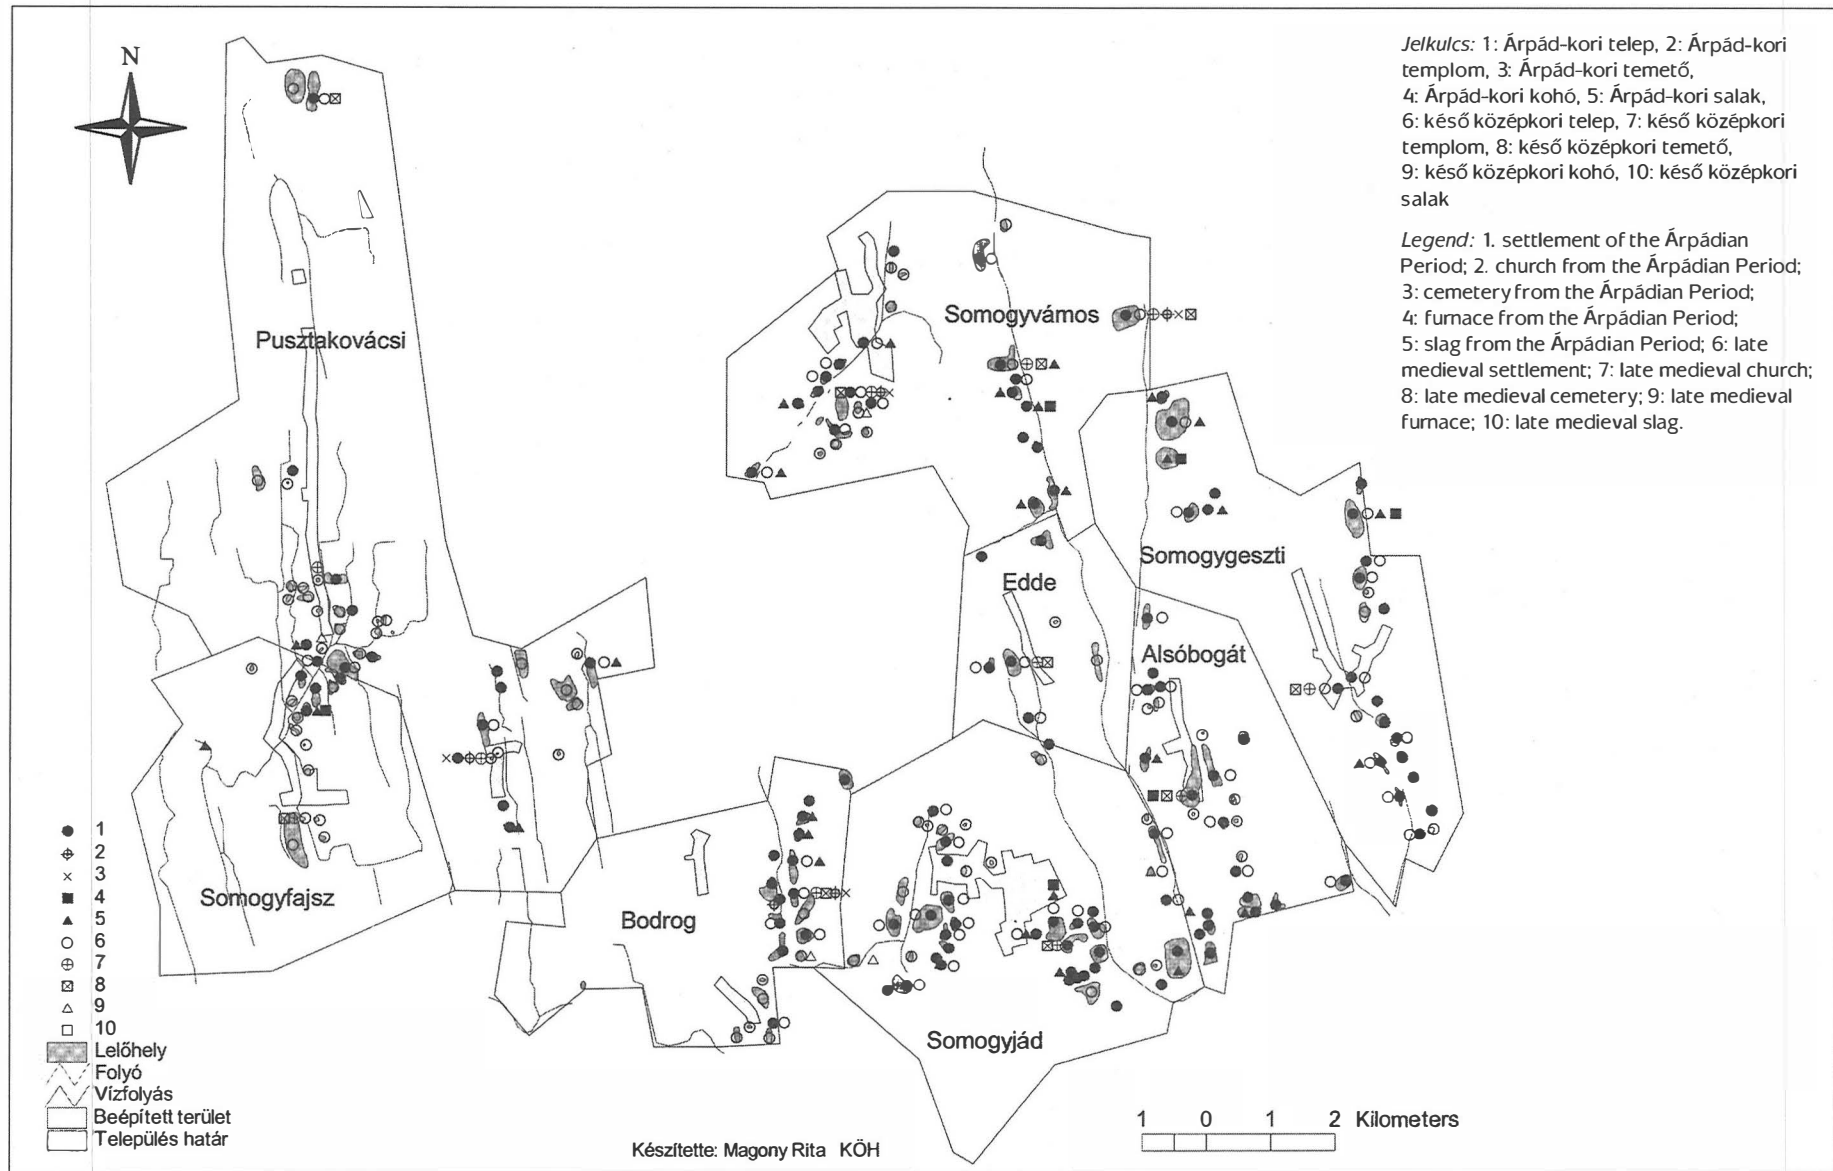 N
Jelkulcs: 1: Árpád-kori telep, 2: Árpád-kori
templom, 3: Árpád-kori temető,
4: Árpád-kori kohó, 5: Árpád-kori salak,
6: késő középkori telep, 7: késő középkori
templom, 8: késő középkori temető,
9: késő középkori kohó, 10: késő középkori
salak
Legend: 1. settlement of the Árpádian
Period; 2. church from the Árpádian Period;
3: cemetery from the Árpádian Period;
4: furnace from the Árpádian Period;
5: slag from the Árpádian Period; 6: late
medieval settlement; 7: late medieval church;
8: late medieval cemetery; 9: late medieval
furnace; 10: late medieval slag.
Pusztakovácsi
Somogyvámos
Somogygeszti
Edde
Alsóbogát
Somogyfajsz
Bodrog
Somogyjád
1
2
3
4
5
6
7
8
9
10
Lelőhely
Folyó
Vízfolyás
Beépített terület
Település határ
Készítette: Magony Rita KÖH
1 0 1 2 Kilometers